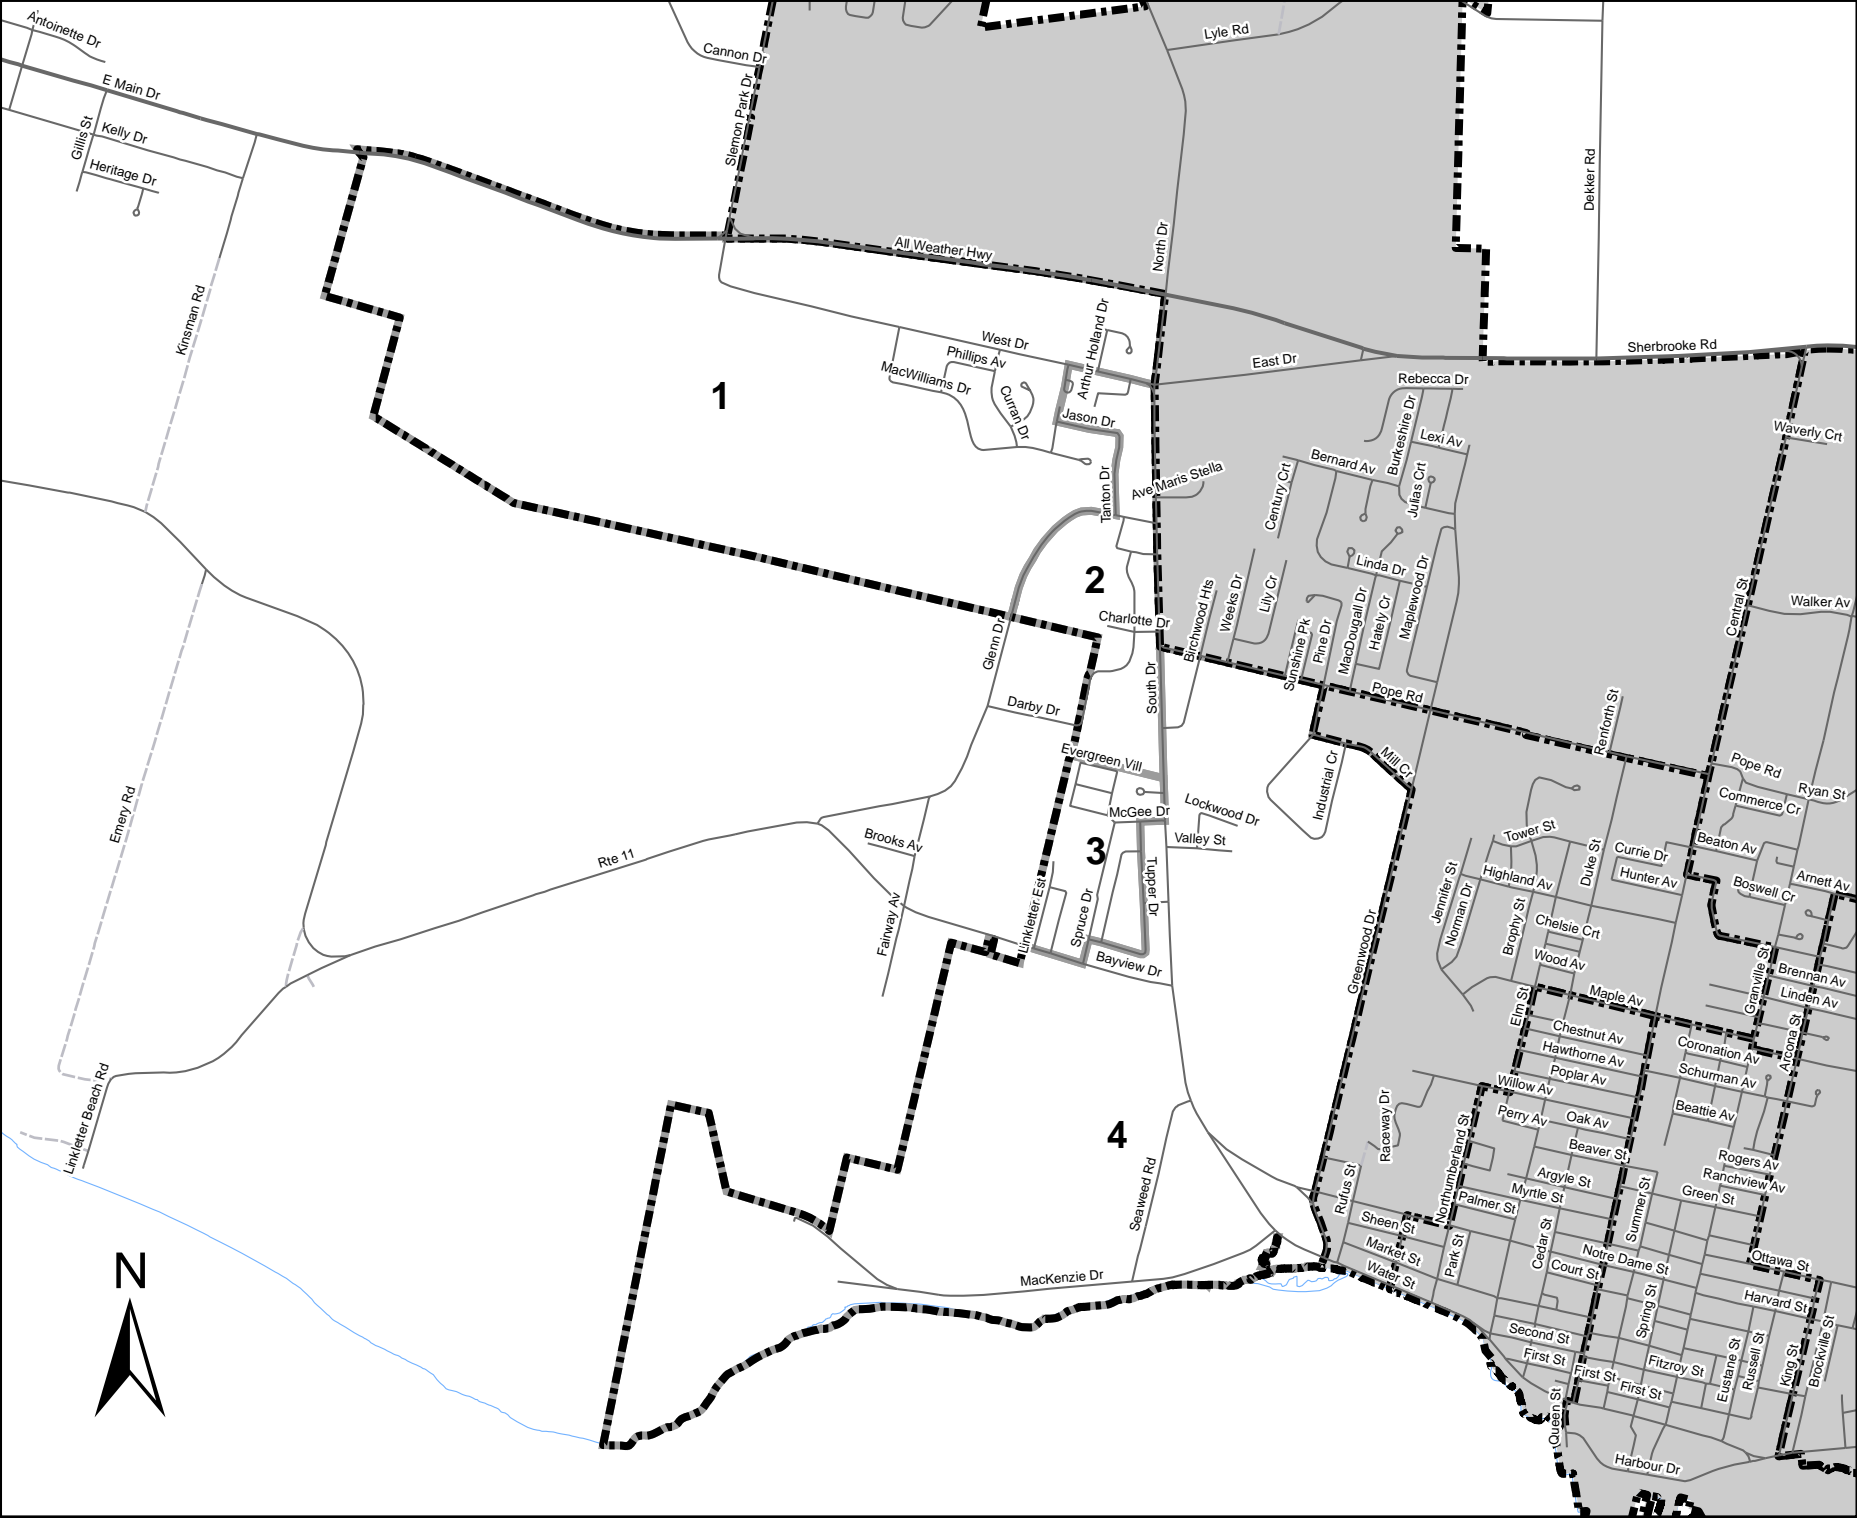 Antoinette Dr
E Main Dr
Gillis St
Kelly Dr
Heritage Dr
Cannon Dr
Slemon Park Dr
Lyle Rd
Dekker Rd
All Weather Hwy
North Dr
Kinsman Rd
West Dr
Arthur Holland Dr
East Dr
Sherbrooke Rd
Phillips Av
MacWilliams Dr
Curran Dr
Jason Dr
1
Rebecca Dr
Burkeshire Dr
Lexi Av
Waverly Crt
Bernard Av
Julias Crt
Century Crt
Ave Maris Stella
Tanton Dr
2
Linda Dr
Maplewood Dr
Birchwood Hts
Weeks Dr
Lily Cr
Sunshine Pk
Pine Dr
MacDougall Dr
Hately Cr
Central St
Walker Av
Charlotte Dr
Glenn Dr
South Dr
Darby Dr
Pope Rd
Renforth St
Evergreen Vill
Industrial Cr
Mill Cr
Pope Rd
Ryan St
Commerce Cr
McGee Dr
Lockwood Dr
Valley St
Emery Rd
Brooks Av
Rte 11
3
Tower St
Duke St
Currie Dr
Hunter Av
Beaton Av
Boswell Cr
Arnett Av
Highland Av
Jennifer St
Norman Dr
Brophy St
Chelsie Crt
Wood Av
Fairway Av
Linkletter Est
Spruce Dr
Tupper Dr
Bayview Dr
Greenwood Dr
Granville St
Brennan Av
Linden Av
Maple Av
Elm St
Chestnut Av
Hawthorne Av
Poplar Av
Coronation Av
Schurman Av
Arcona St
Linkletter Beach Rd
Willow Av
Perry Av
Oak Av
Beattie Av
Raceway Dr
4
Northumberland St
Beaver St
Rogers Av
Ranchview Av
Seaweed Rd
Rufus St
Argyle St
Myrtle St
Palmer St
Summer St
Green St
Sheen St
Market St
Water St
Park St
Cedar St
Notre Dame St
Court St
Ottawa St
MacKenzie Dr
N
Harvard St
Spring St
Second St
First St
First St
First St
Fitzroy St
Eustane St
Russell St
King St
Brockville St
Queen St
Harbour Dr